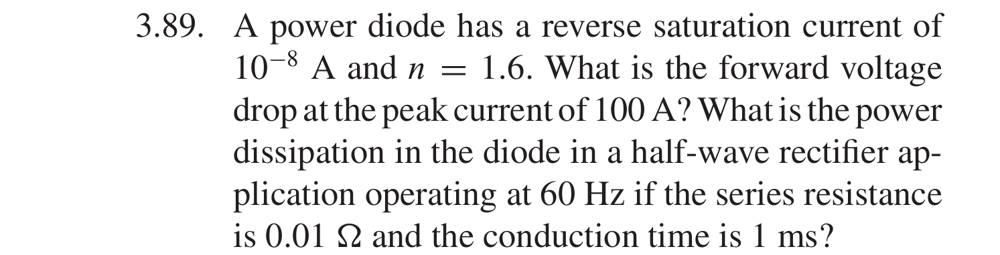 3.89. A power diode has a reverse saturation current of
10⁻⁸ A and n = 1.6. What is the forward voltage
drop at the peak current of 100 A? What is the power
dissipation in the diode in a half-wave rectifier ap-
plication operating at 60 Hz if the series resistance
is 0.01 Ω and the conduction time is 1 ms?